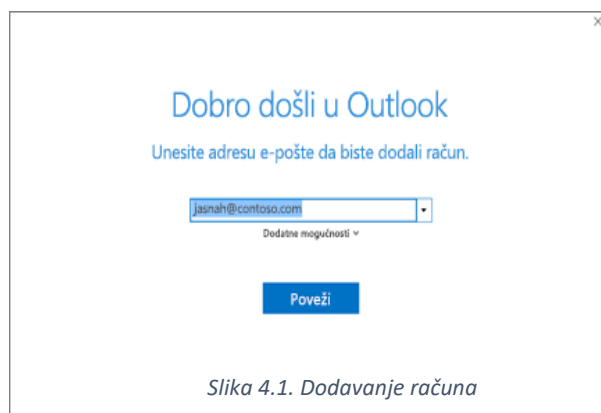 Dobro došli u Outlook
Unesite adresu e-pošte da biste dodali račun.
jasnah@contoso.com
Dodatne mogućnosti
Poveži
Slika 4.1. Dodavanje računa